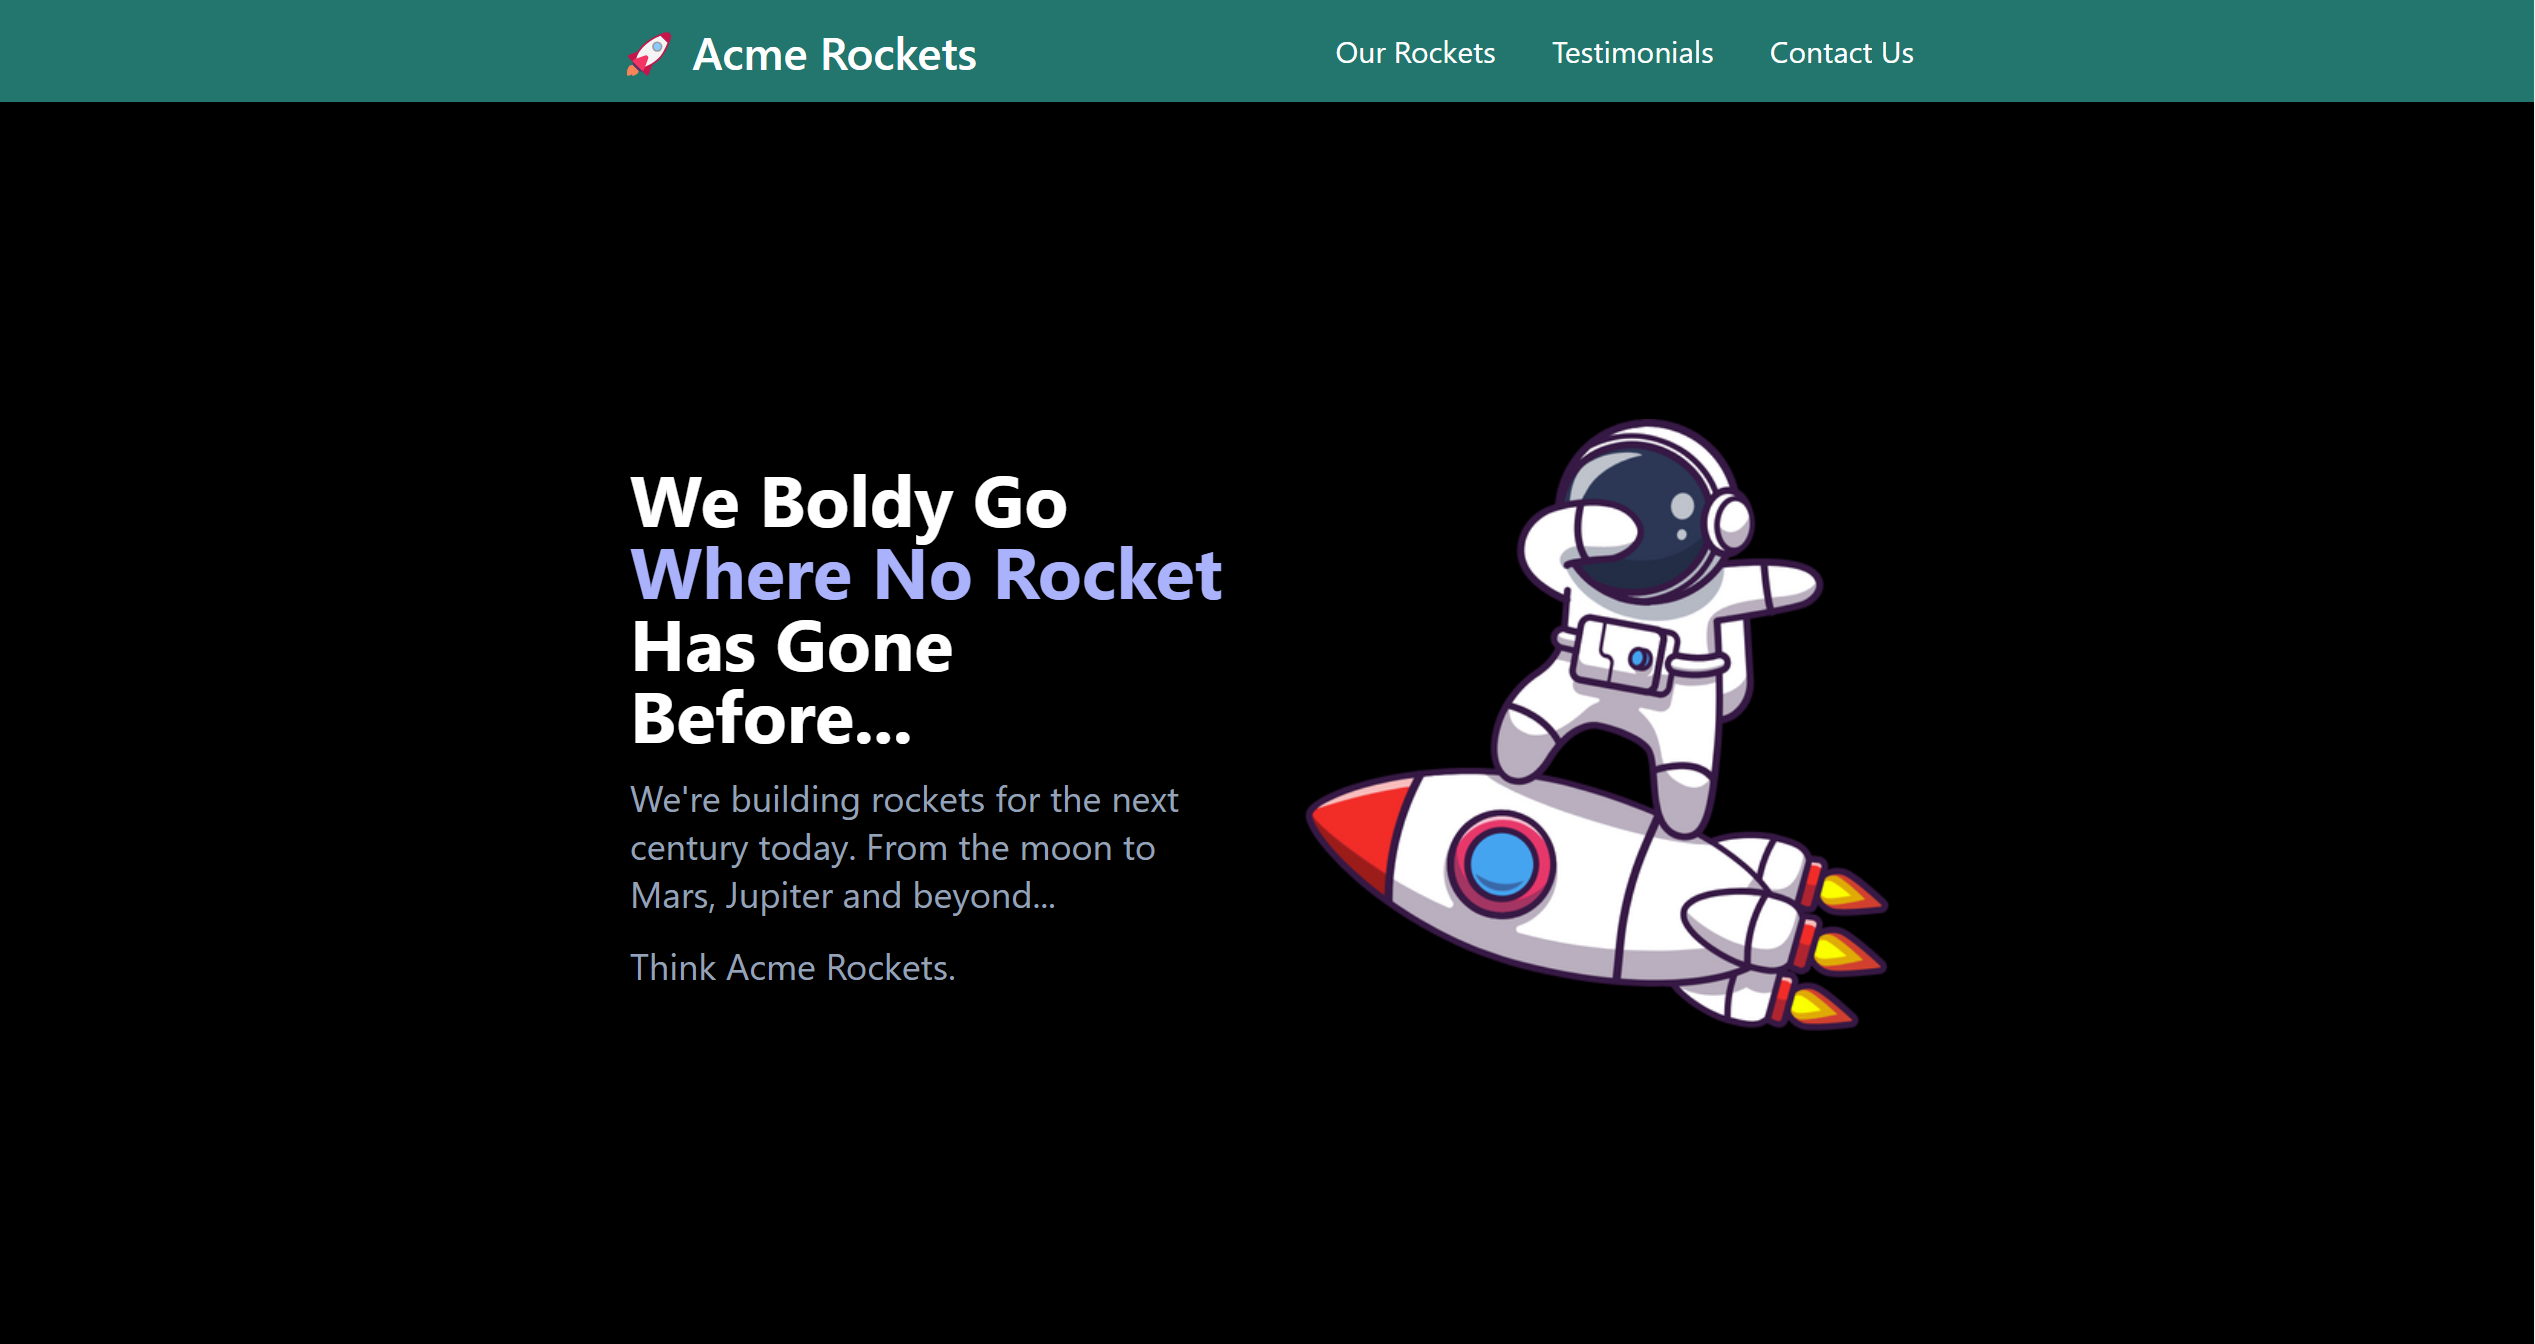 Acme Rockets
Our Rockets
Testimonials
Contact Us
We Boldy Go
Where No Rocket
Has Gone
Before...
We're building rockets for the next
century today. From the moon to
Mars, Jupiter and beyond...
Think Acme Rockets.